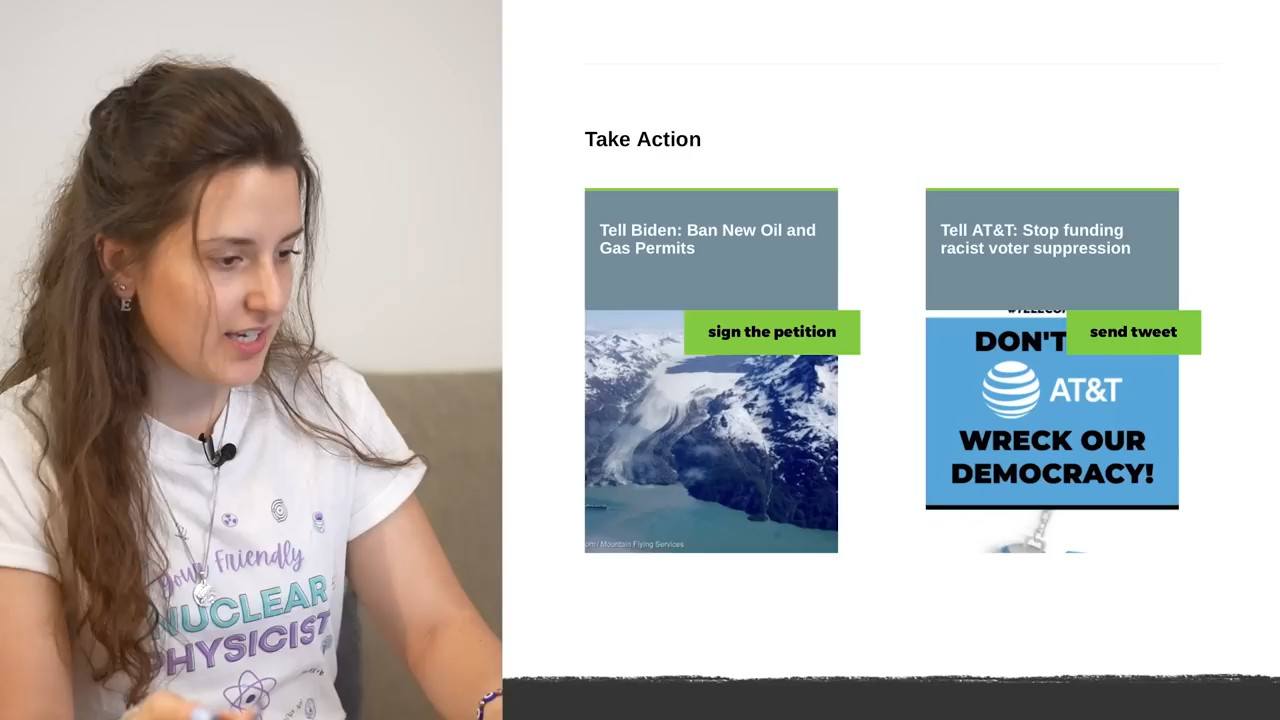 Take Action
Tell Biden: Ban New Oil and
Gas Permits
sign the petition
om / Mountain Flying Services
Tell AT&T: Stop funding
racist voter suppression
send tweet
DON'T
AT&T
WRECK OUR
DEMOCRACY!
E
your Friendly
NUCLEAR
PHYSICIST